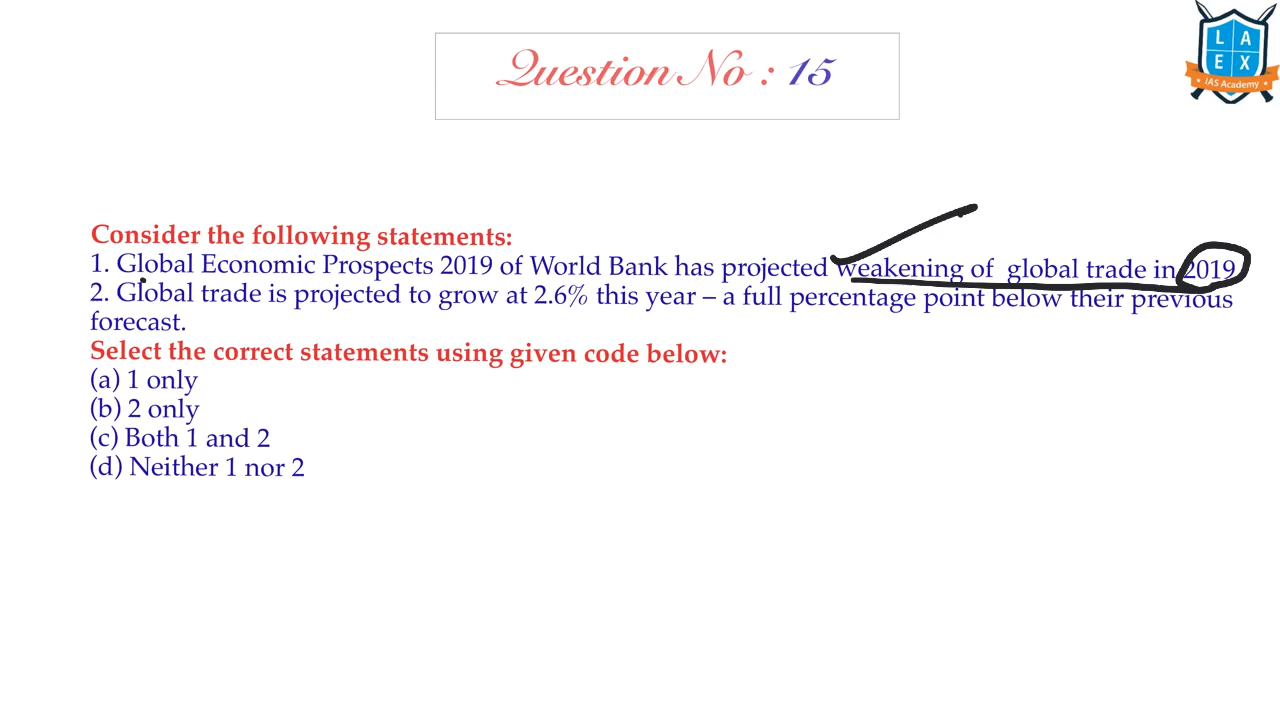 Question No : 15
L A
E X
IAS Academy
Consider the following statements:
1. Global Economic Prospects 2019 of World Bank has projected weakening of global trade in 2019
2. Global trade is projected to grow at 2.6% this year – a full percentage point below their previous
forecast.
Select the correct statements using given code below:
(a) 1 only
(b) 2 only
(c) Both 1 and 2
(d) Neither 1 nor 2